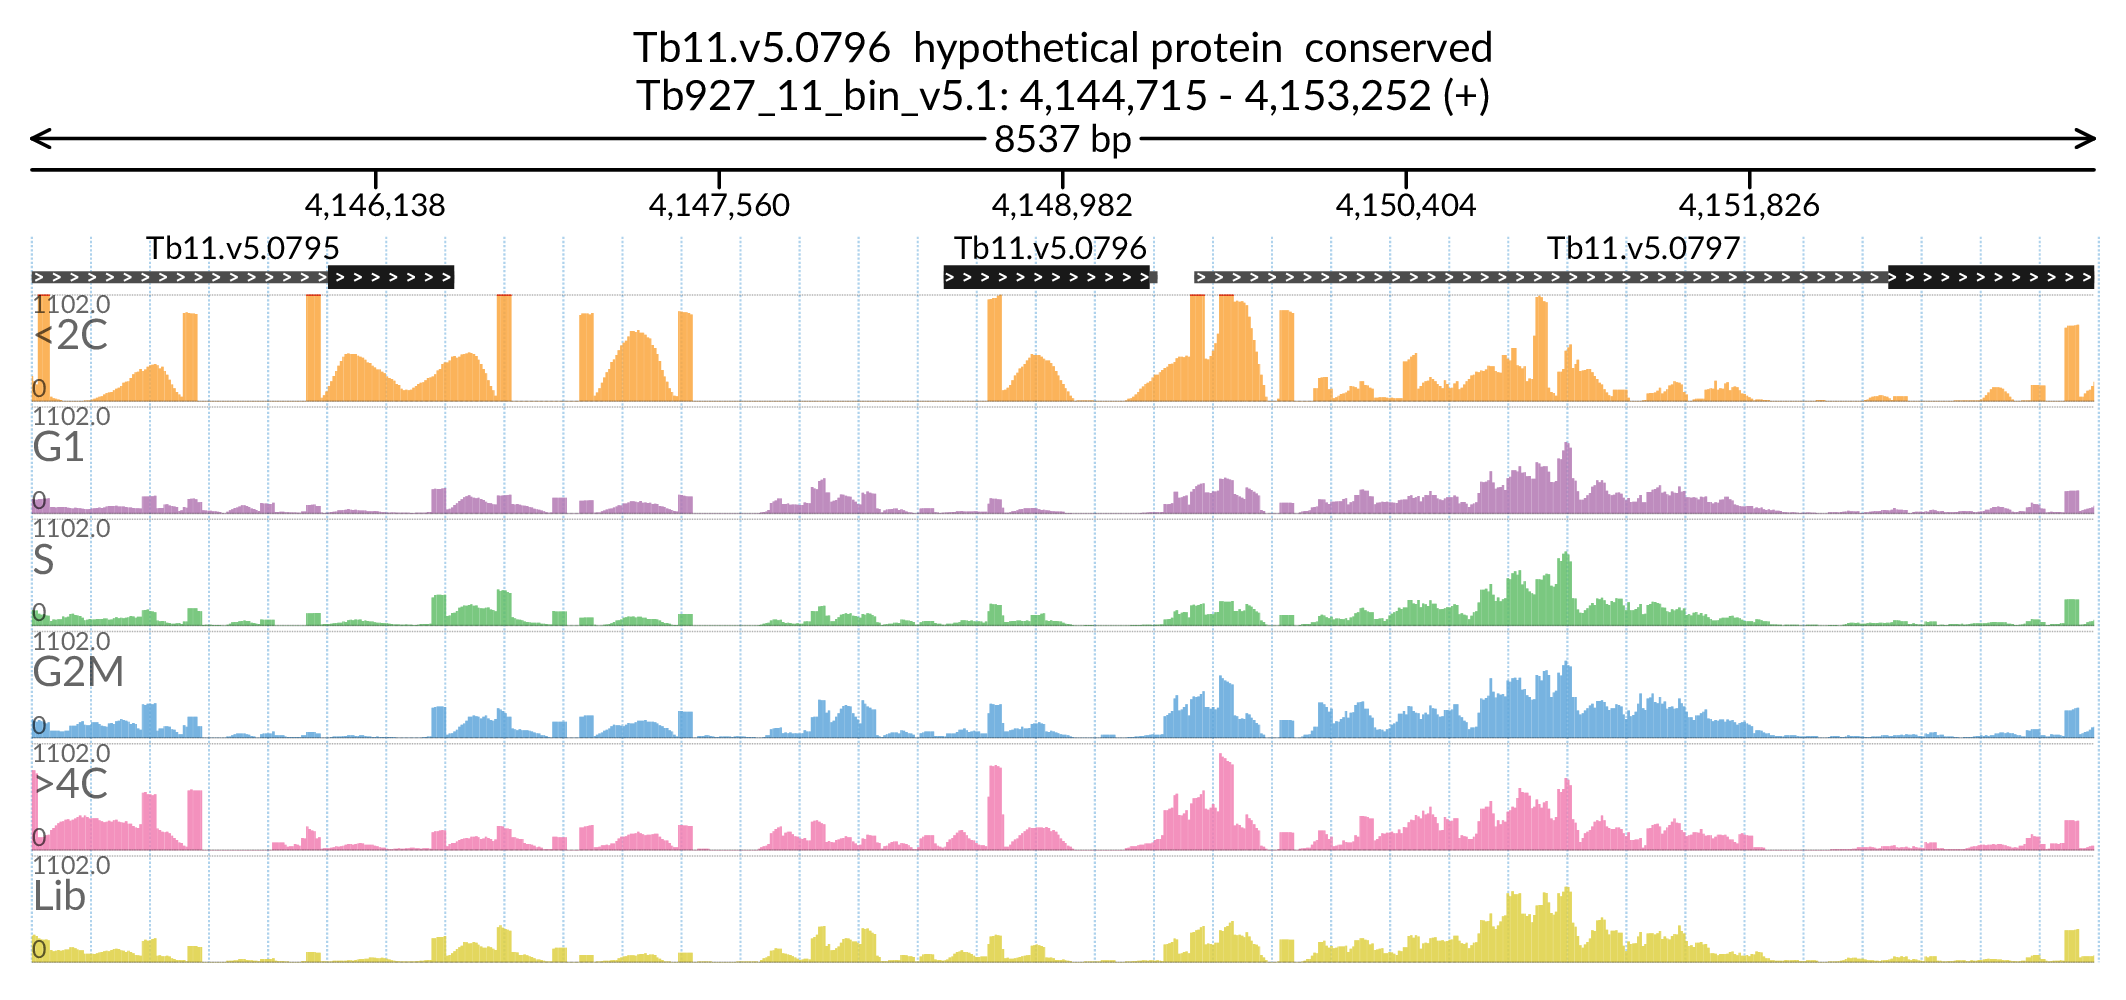 Tb11.v5.0796 hypothetical protein conserved
Tb927_11_bin_v5.1: 4,144,715 - 4,153,252 (+)
8537 bp
4,146,138 4,147,560 4,148,982 4,150,404 4,151,826
Tb11.v5.0795 Tb11.v5.0796 Tb11.v5.0797
1102.0
<2C
0
1102.0
G1
0
1102.0
S
0
1102.0
G2M
0
1102.0
>4C
0
1102.0
Lib
0